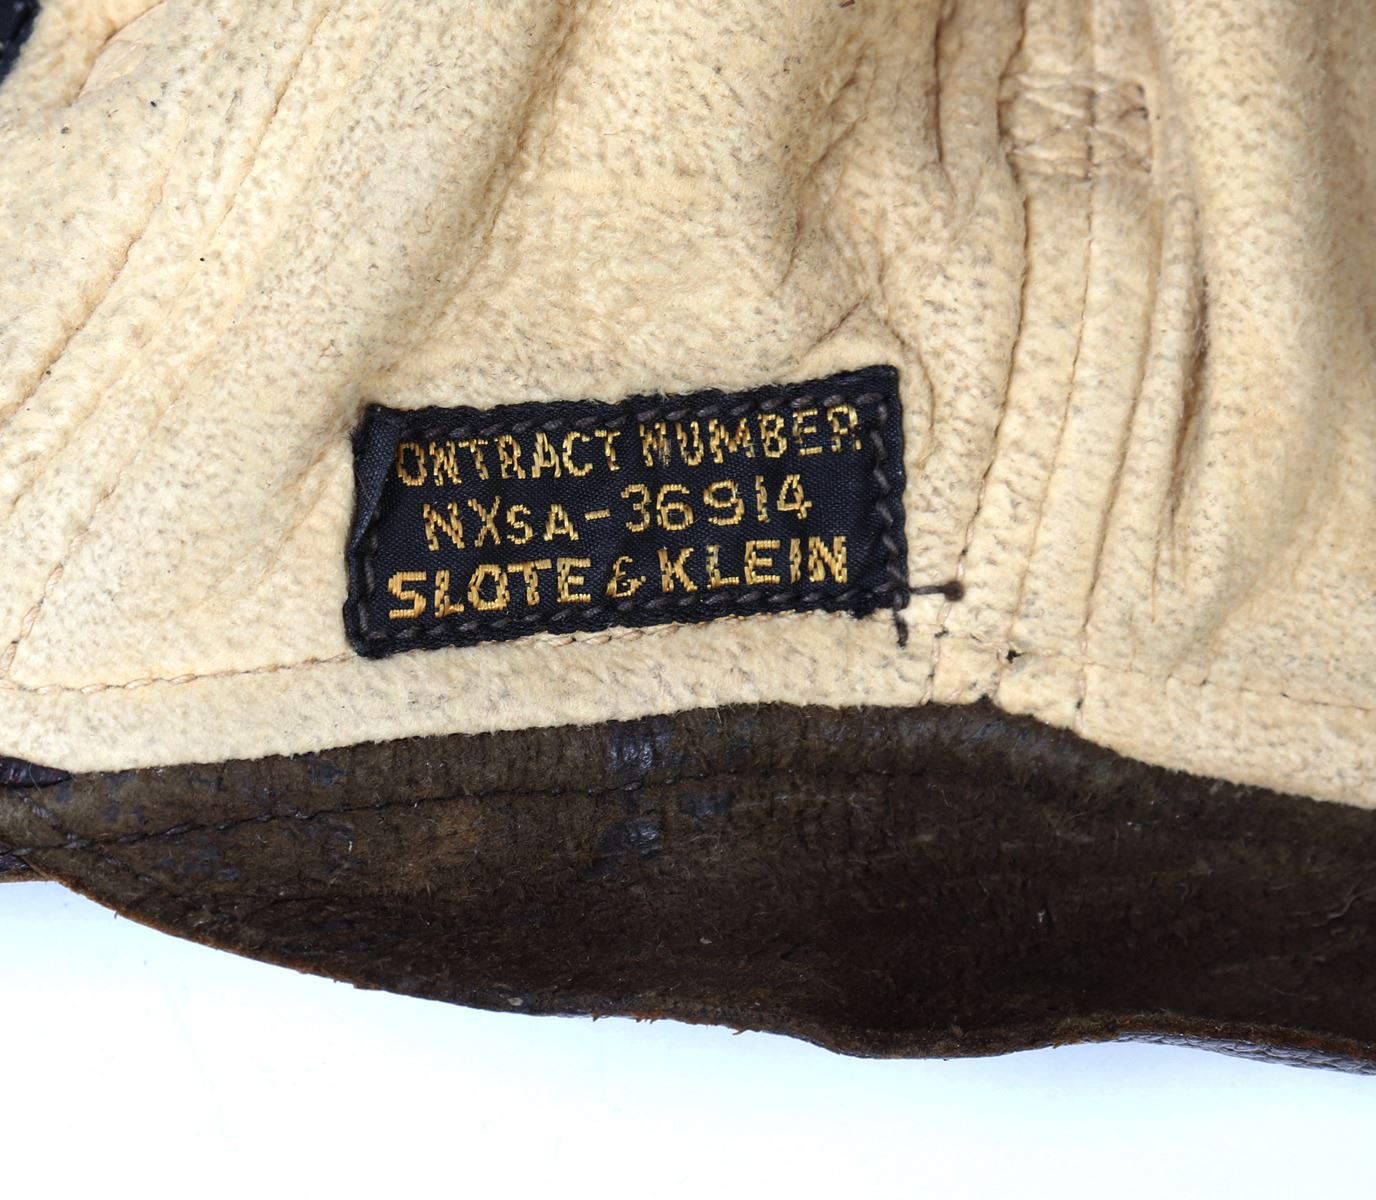 ONTRACT NUMBER
NXSA-36914
SLOTE & KLEIN